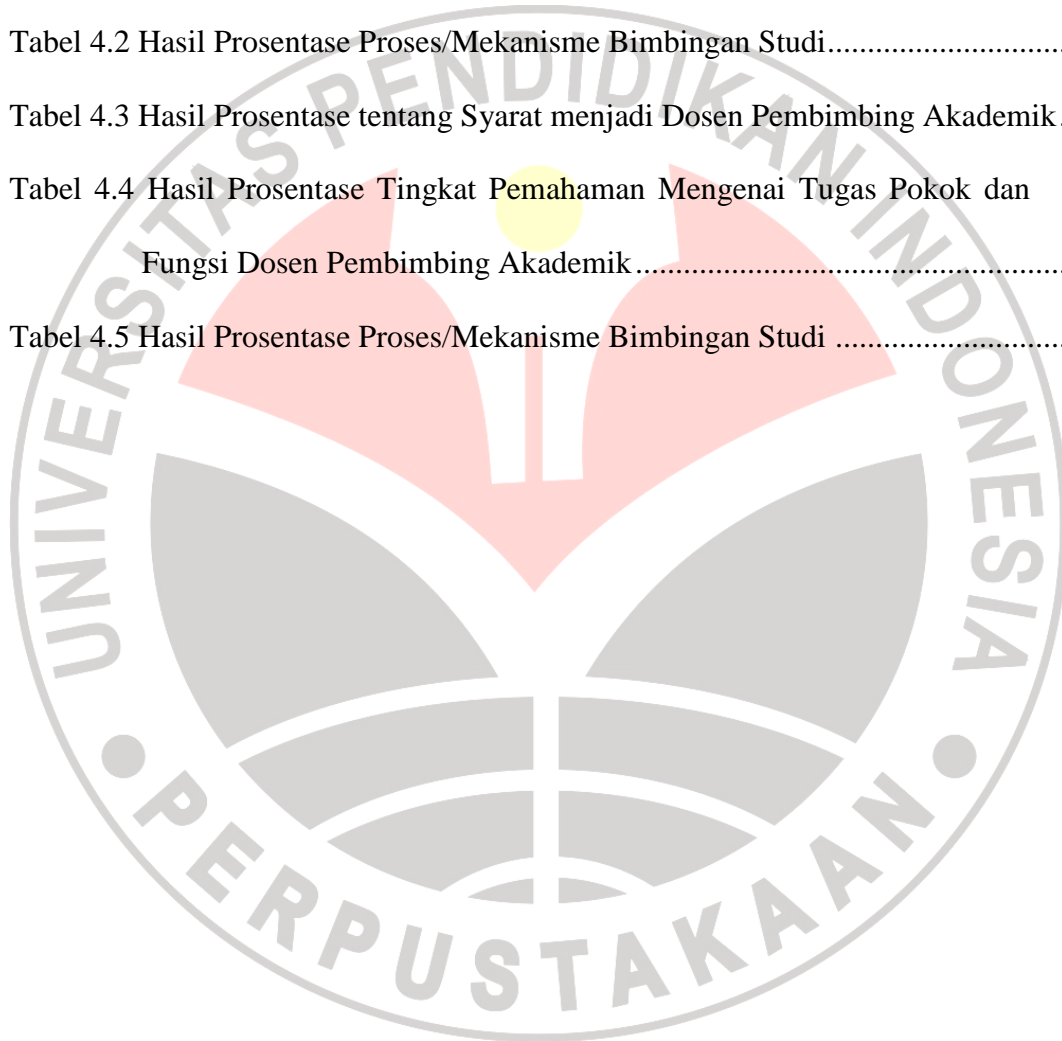 Tabel 4.2 Hasil Prosentase Proses/Mekanisme Bimbingan Studi..............................
Tabel 4.3 Hasil Prosentase tentang Syarat menjadi Dosen Pembimbing Akademik.
Tabel 4.4 Hasil Prosentase Tingkat Pemahaman Mengenai Tugas Pokok dan
Fungsi Dosen Pembimbing Akademik......................................................
Tabel 4.5 Hasil Prosentase Proses/Mekanisme Bimbingan Studi .............................
UNIVERSITAS PENDIDIKAN INDONESIA
PERPUSTAKAAN